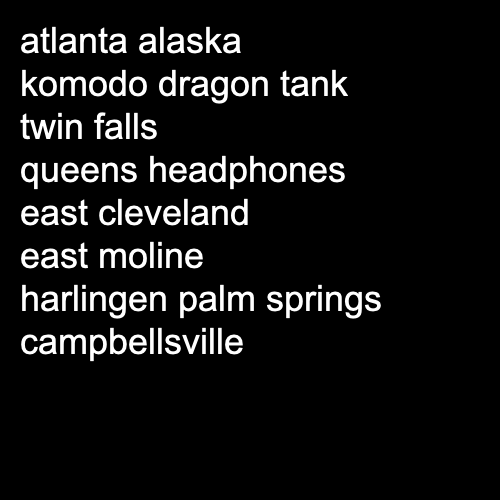 atlanta alaska
komodo dragon tank
twin falls
queens headphones
east cleveland
east moline
harlingen palm springs
campbellsville